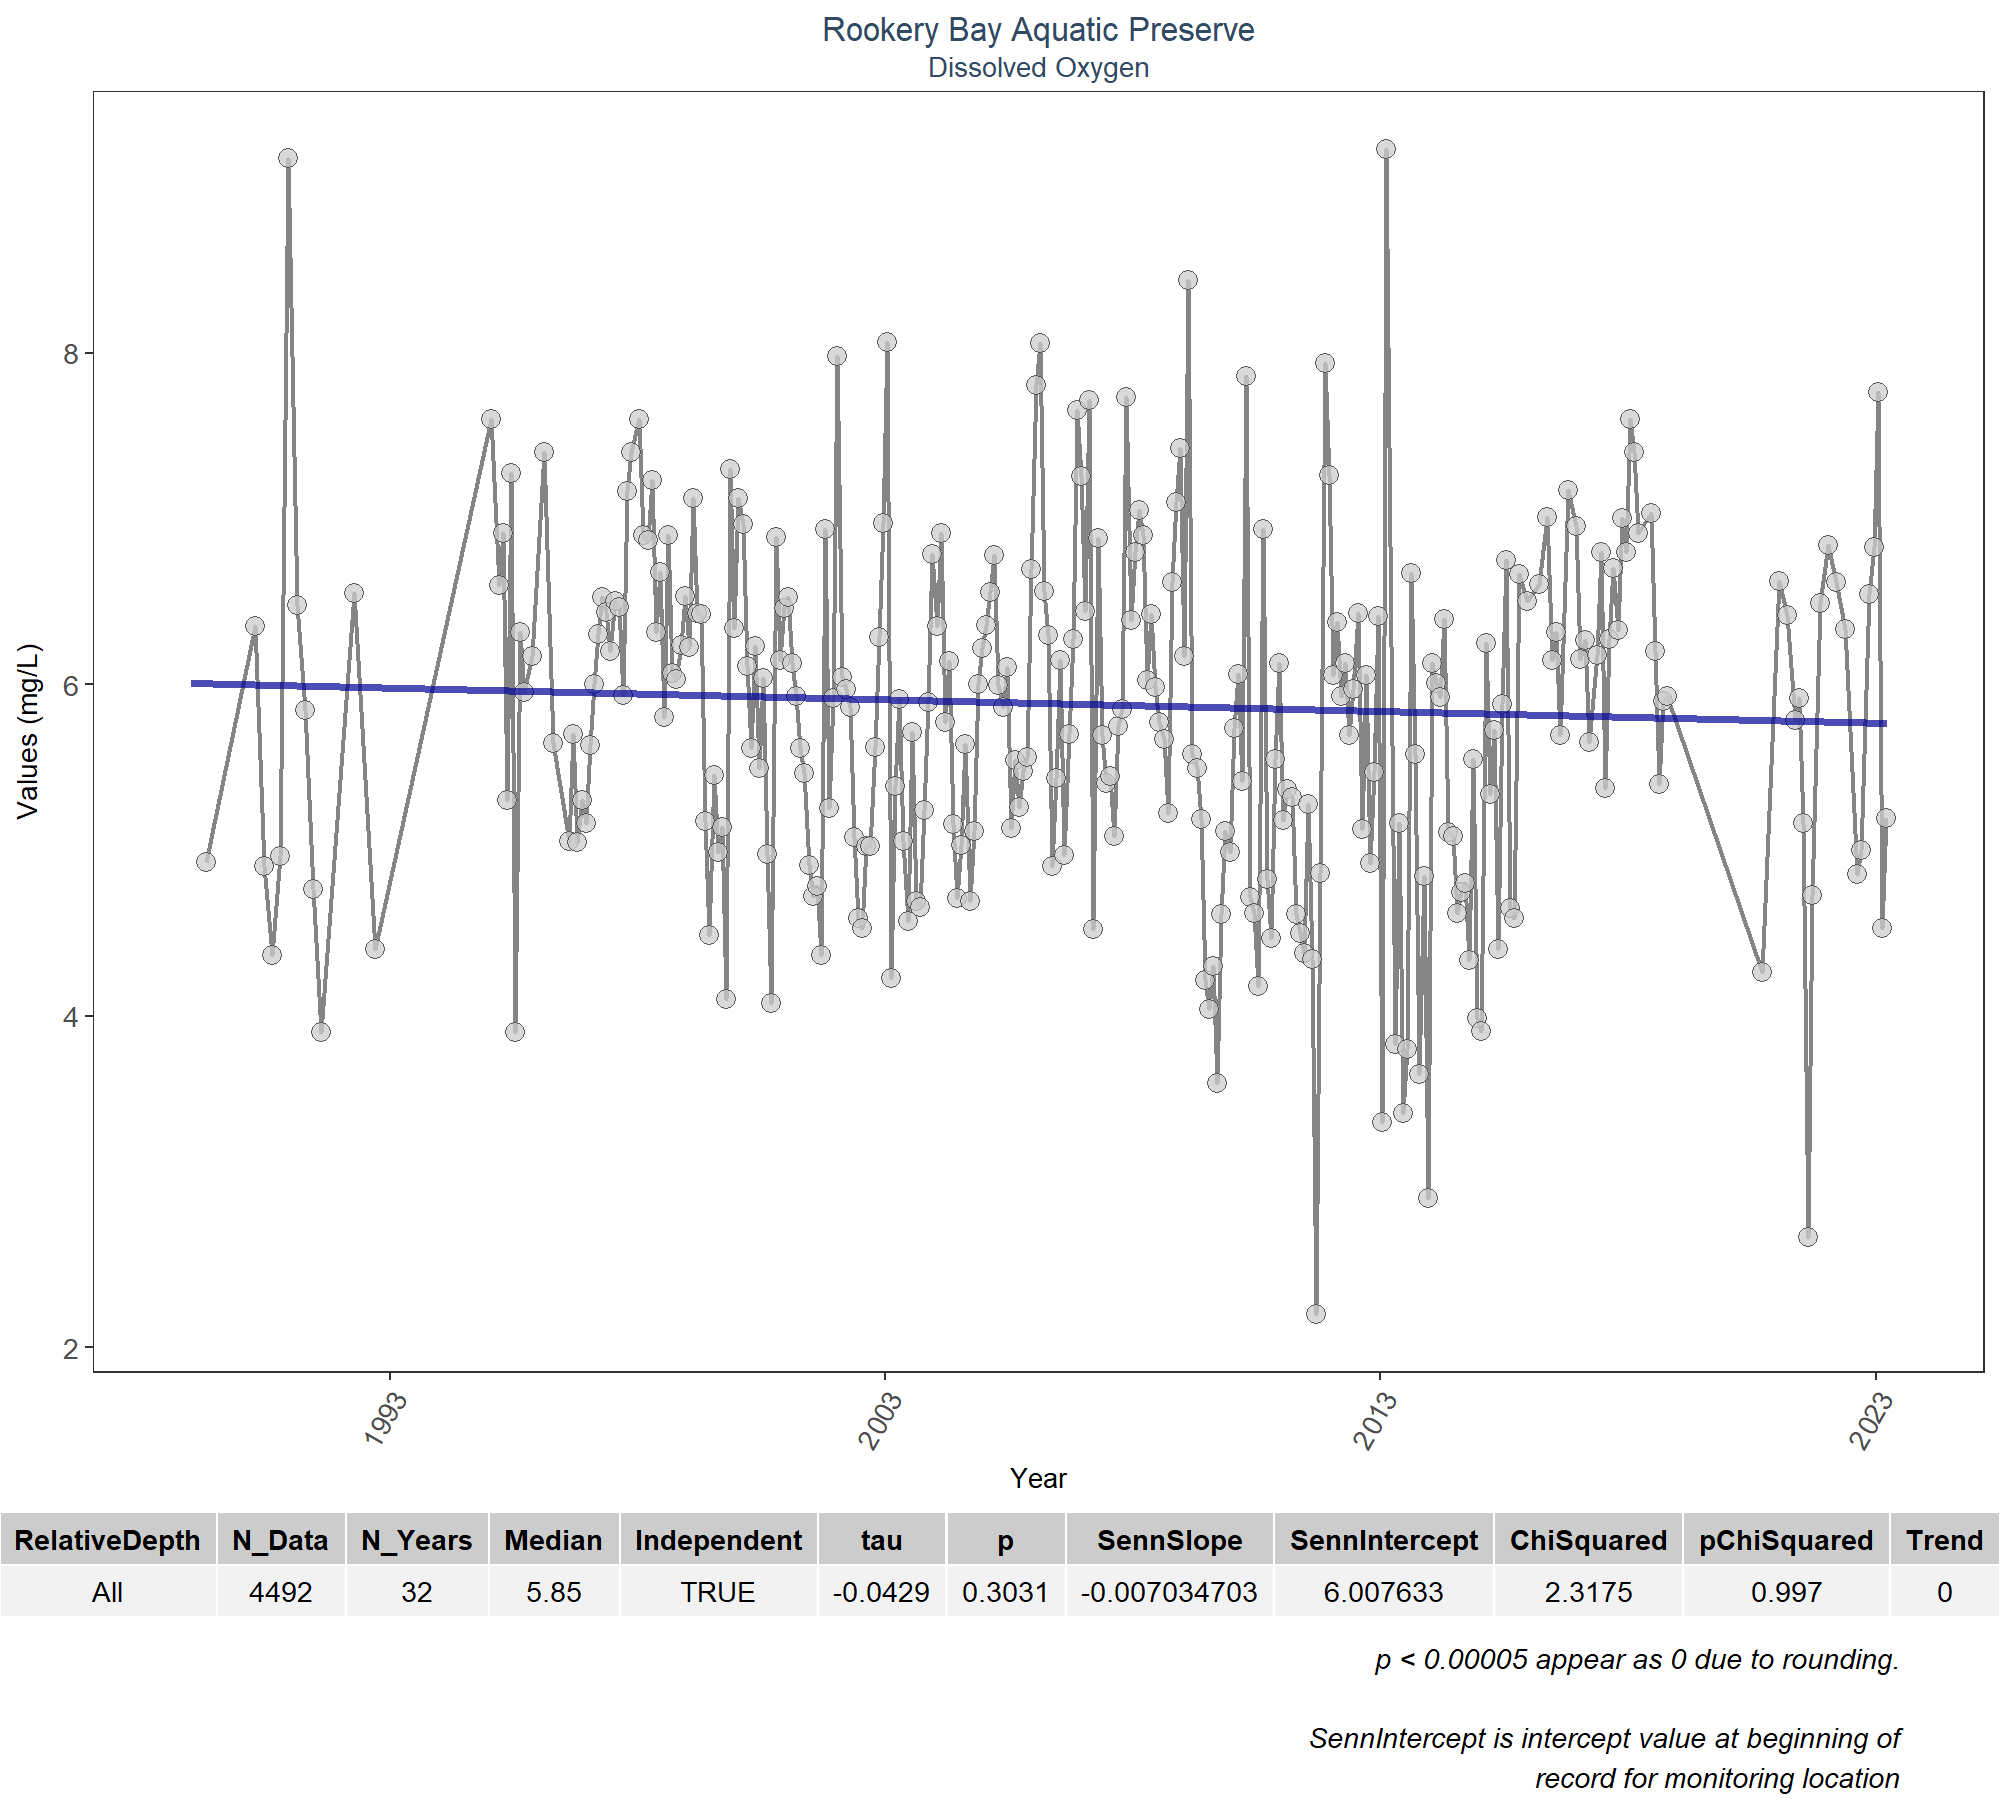 Rookery Bay Aquatic Preserve
Dissolved Oxygen
Values (mg/L)
8
6
4
2
1993 2003 2013 2023
Year
RelativeDepth N_Data N_Years Median Independent tau p SennSlope SennIntercept ChiSquared pChiSquared Trend
All 4492 32 5.85 TRUE -0.0429 0.3031 -0.007034703 6.007633 2.3175 0.997 0
p < 0.00005 appear as 0 due to rounding.
SennIntercept is intercept value at beginning of
record for monitoring location